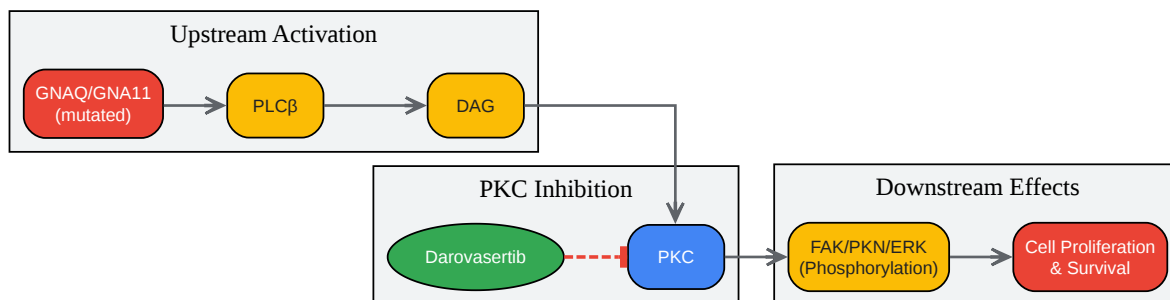 Upstream Activation
GNAQ/GNA11
(mutated)
PLCβ
DAG
PKC Inhibition
Darovasertib
PKC
Downstream Effects
FAK/PKN/ERK
(Phosphorylation)
Cell Proliferation
& Survival